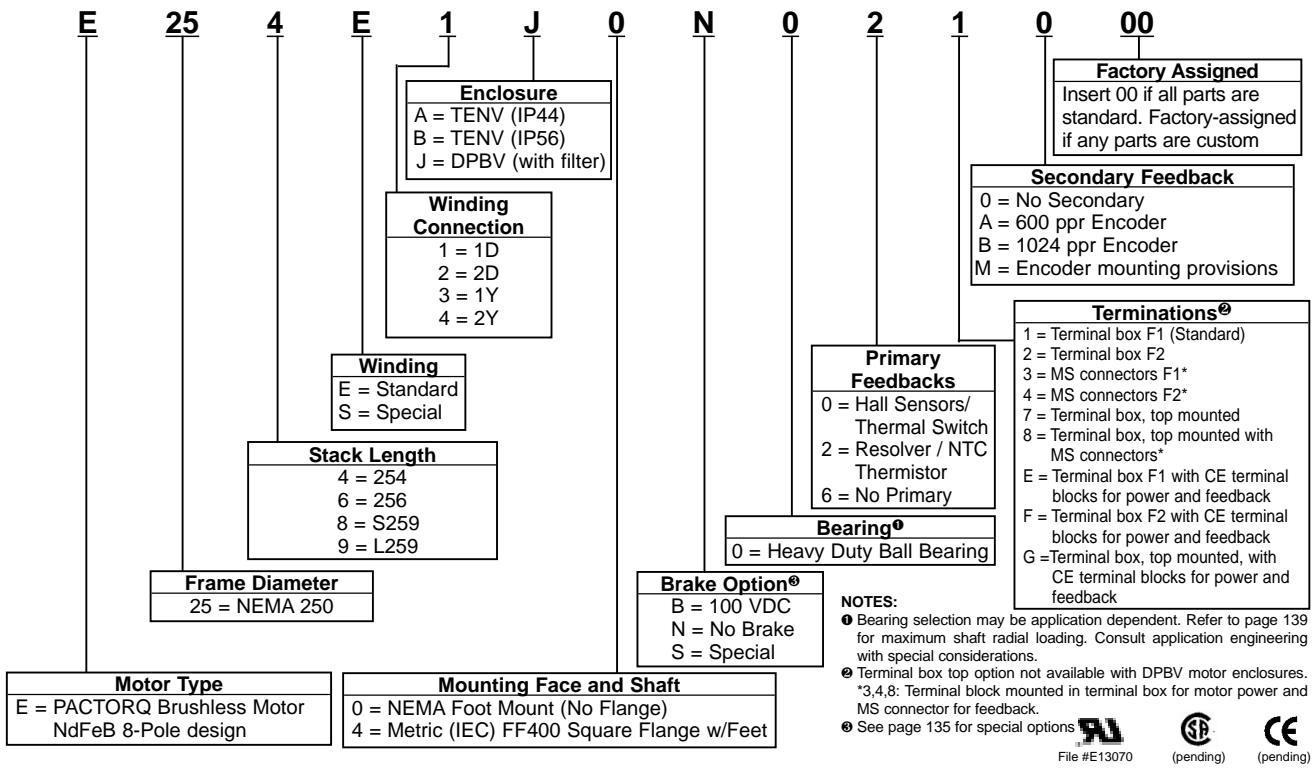 E 25 4 E 1 J 0 N 0 2 1 0 00
Factory Assigned
Insert 00 if all parts are
standard. Factory-assigned
if any parts are custom
Enclosure
A = TENV (IP44)
B = TENV (IP56)
J = DPBV (with filter)
Secondary Feedback
0 = No Secondary
A = 600 ppr Encoder
B = 1024 ppr Encoder
M = Encoder mounting provisions
Winding
Connection
1 = 1D
2 = 2D
3 = 1Y
4 = 2Y
Terminations❷
1 = Terminal box F1 (Standard)
2 = Terminal box F2
3 = MS connectors F1*
4 = MS connectors F2*
7 = Terminal box, top mounted
8 = Terminal box, top mounted with
MS connectors*
E = Terminal box F1 with CE terminal
blocks for power and feedback
F = Terminal box F2 with CE terminal
blocks for power and feedback
G =Terminal box, top mounted, with
CE terminal blocks for power and
feedback
Primary
Feedbacks
0 = Hall Sensors/
Thermal Switch
2 = Resolver / NTC
Thermistor
6 = No Primary
Winding
E = Standard
S = Special
Stack Length
4 = 254
6 = 256
8 = S259
9 = L259
Bearing❶
0 = Heavy Duty Ball Bearing
Frame Diameter
25 = NEMA 250
Brake Option❸
B = 100 VDC
N = No Brake
S = Special
Motor Type
E = PACTORQ Brushless Motor
NdFeB 8-Pole design
Mounting Face and Shaft
0 = NEMA Foot Mount (No Flange)
4 = Metric (IEC) FF400 Square Flange w/Feet
NOTES:
❶ Bearing selection may be application dependent. Refer to page 139
for maximum shaft radial loading. Consult application engineering
with special considerations.
❷ Terminal box top option not available with DPBV motor enclosures.
*3,4,8: Terminal block mounted in terminal box for motor power and
MS connector for feedback.
❸ See page 135 for special options
File #E13070
(pending)
(pending)